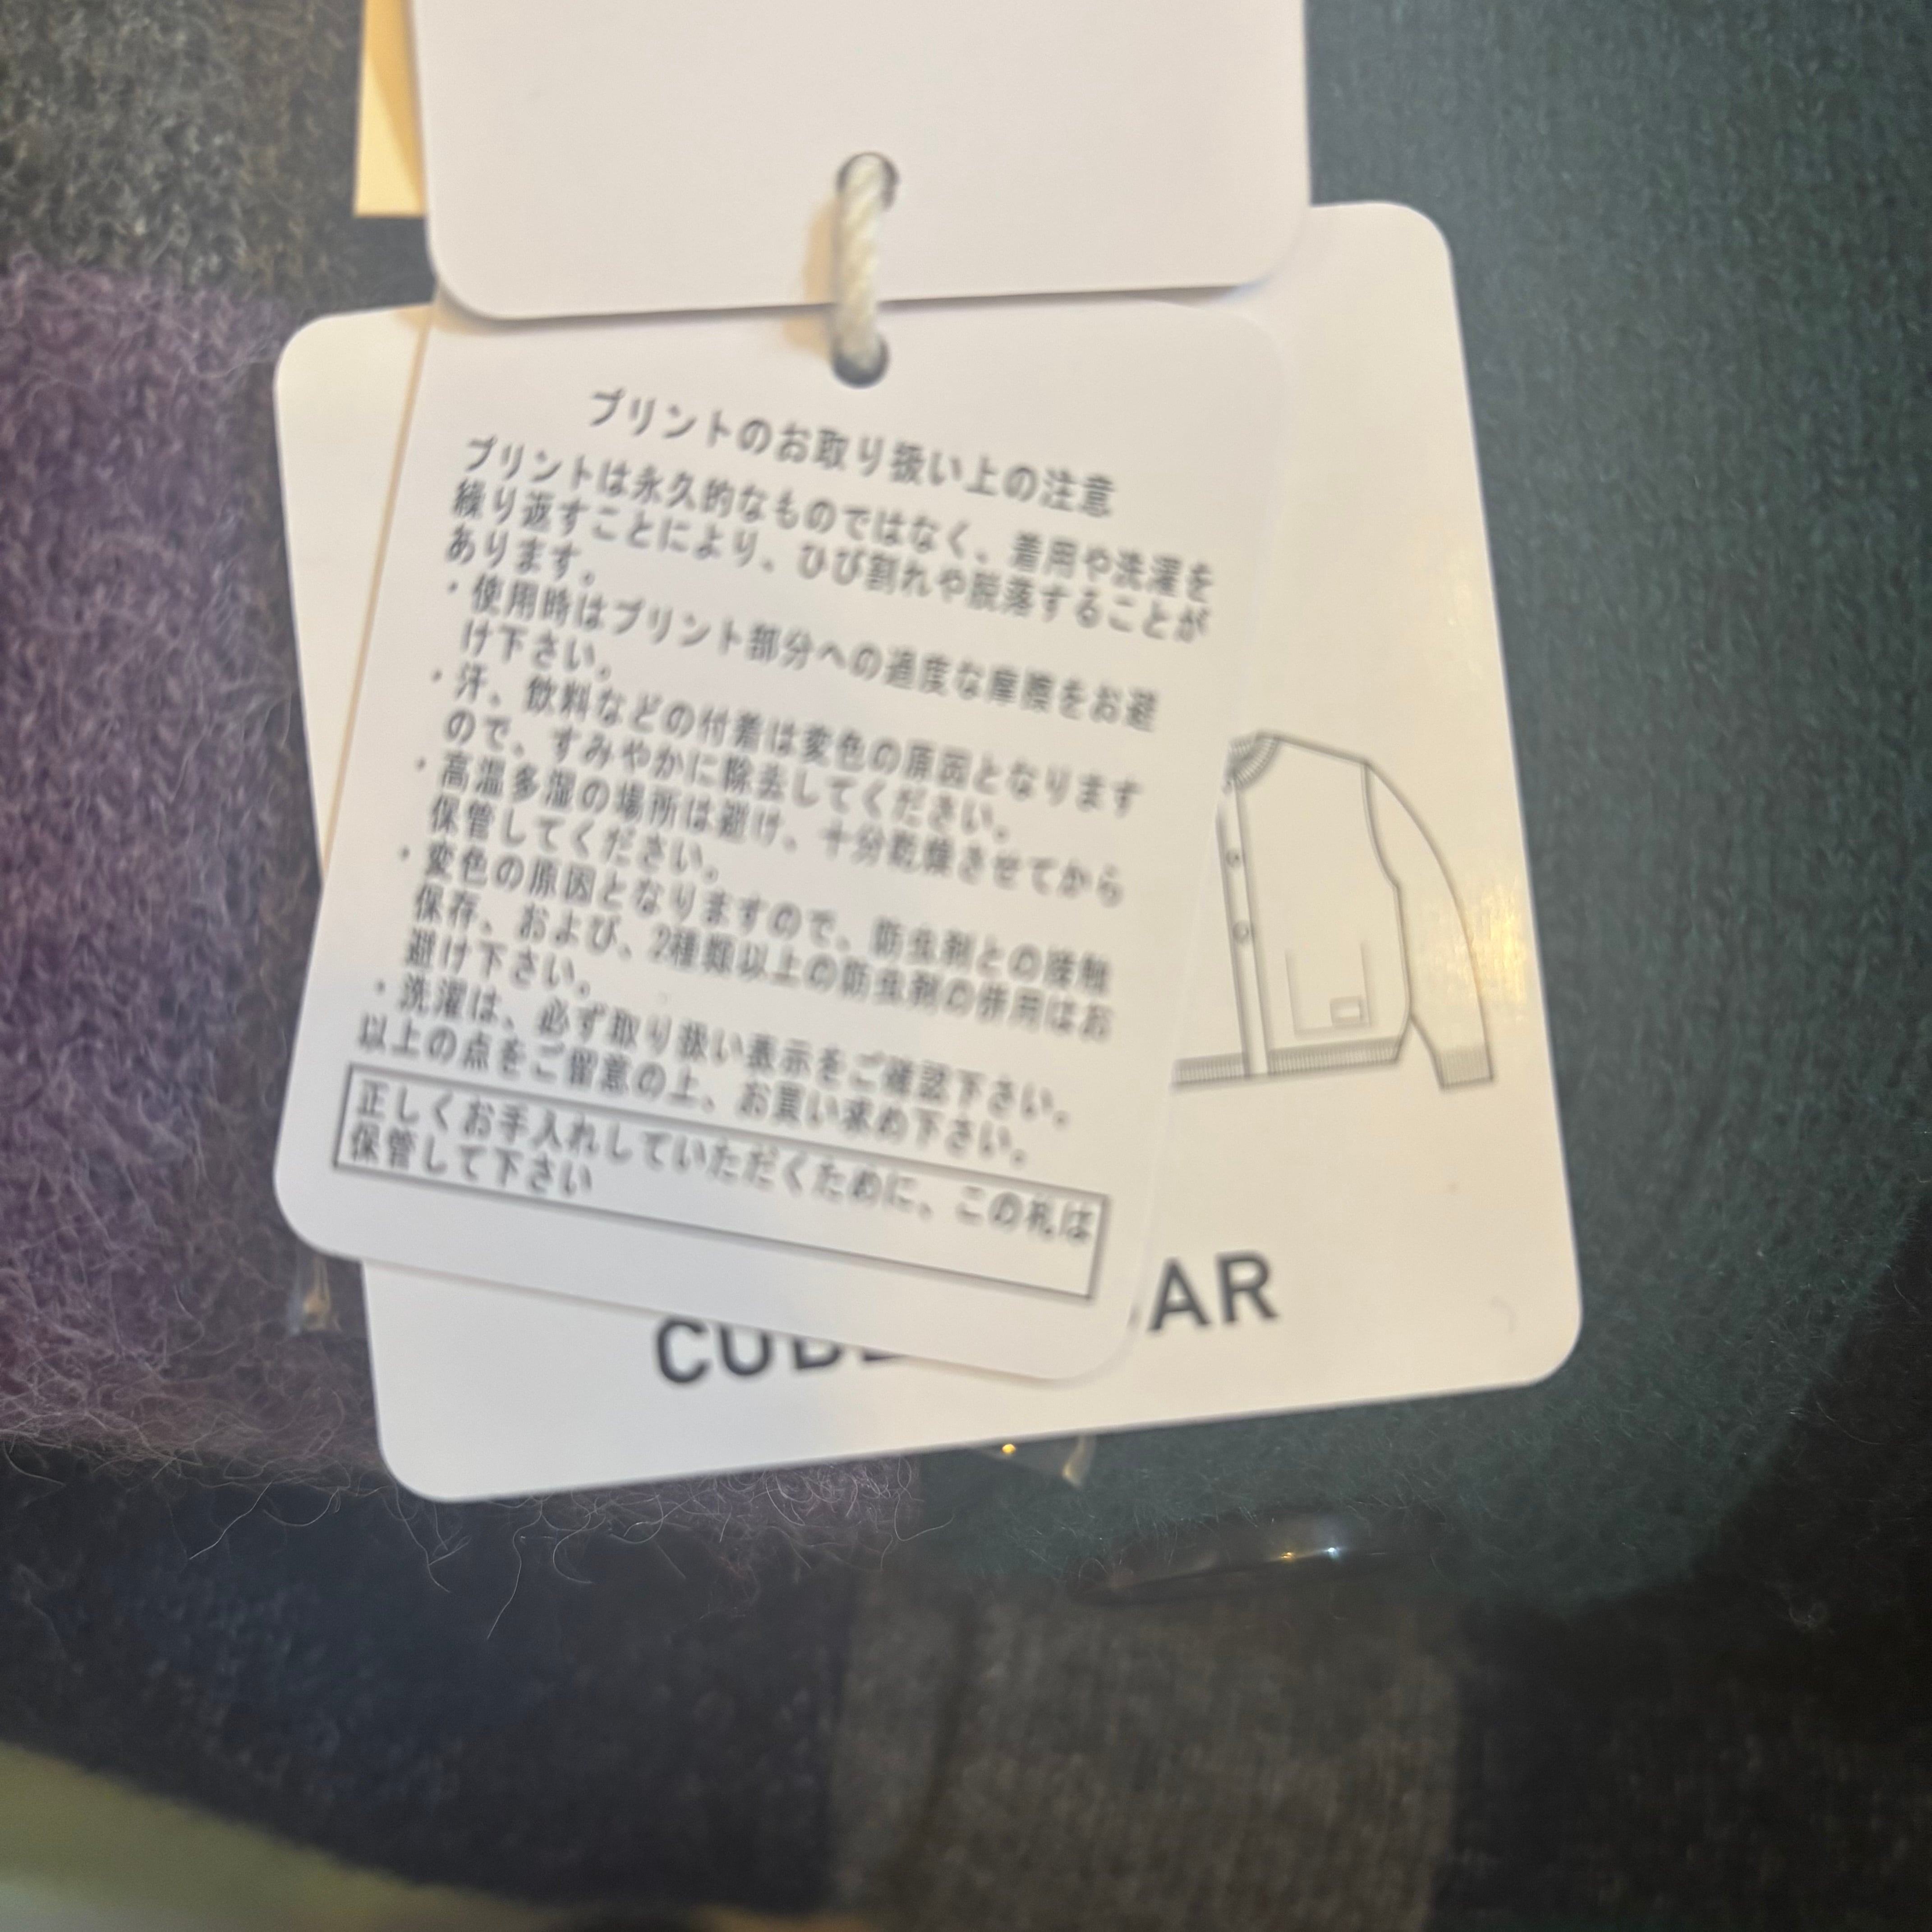 プリントのお取り扱い上の注意
プリントは永久的なものではなく、着用や洗濯を
繰り返すことにより、ひび割れや脱落することが
あります。
・使用時はプリント部分への過度な摩擦をお避
け下さい。
・汗、飲料などの付着は変色の原因となります
ので、すみやかに除去してください。
・高温多湿の場所は避け、十分乾燥させてから
保管してください。
・変色の原因となりますので、防虫剤との接触
保存、および、2種類以上の防虫剤の併用はお
避け下さい。
・洗濯は、必ず取り扱い表示をご確認下さい。
以上の点をご留意の上、お買い求め下さい。
正しくお手入れしていただくために、この札は
保管して下さい